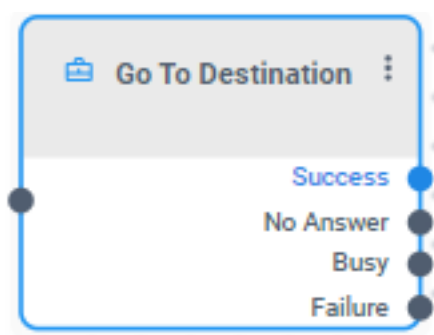 Go To Destination
Success
No Answer
Busy
Failure